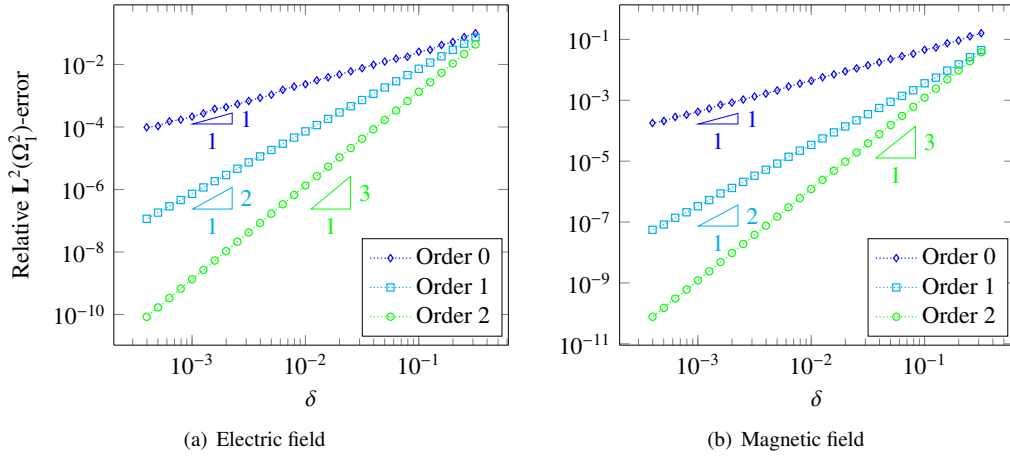 Relative L²(Ω₁²)-error
10⁻²
10⁻⁴
10⁻⁶
10⁻⁸
10⁻¹⁰
10⁻³
10⁻²
10⁻¹
δ
1
1
2
1
3
1
Order 0
Order 1
Order 2
(a) Electric field
10⁻¹
10⁻³
10⁻⁵
10⁻⁷
10⁻⁹
10⁻¹¹
10⁻³
10⁻²
10⁻¹
δ
1
1
2
1
3
1
Order 0
Order 1
Order 2
(b) Magnetic field